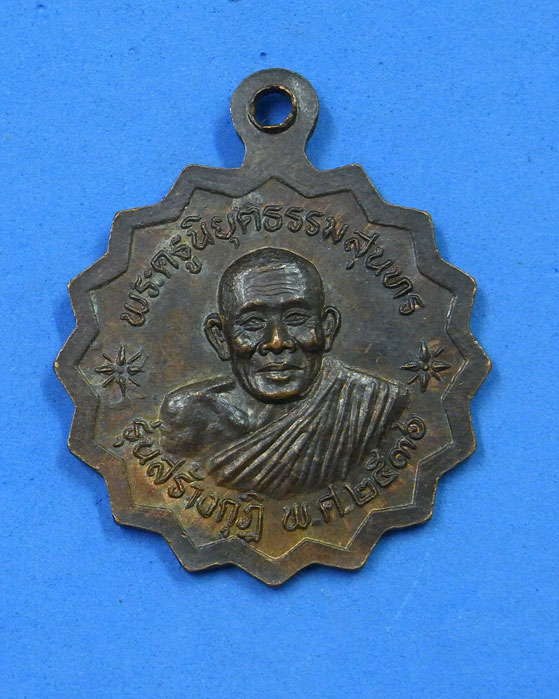 พระครูนิยุตธรรมสุนทร
รุ่นสร้างกุฏิ พ.ศ.๒๕๓๖